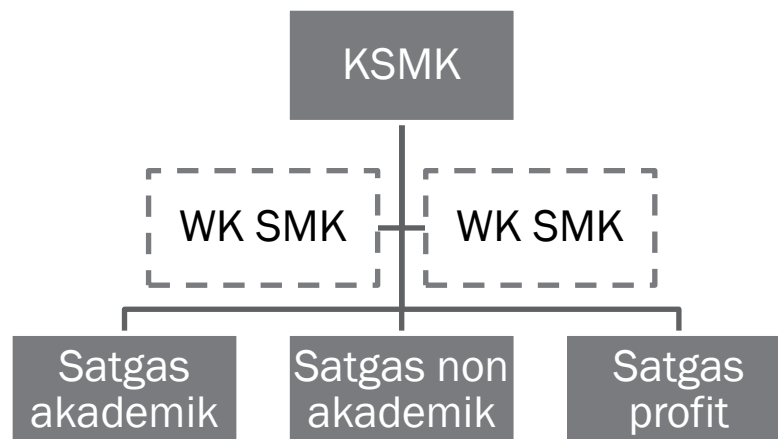 KSMK
WK SMK
WK SMK
Satgas
akademik
Satgas non
akademik
Satgas
profit